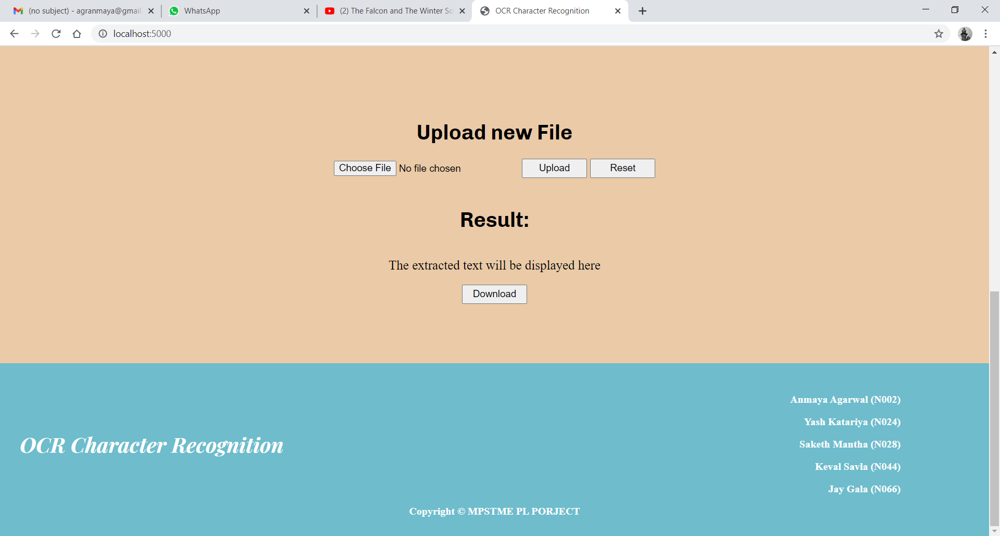 (no subject) - agranmaya@gmail.
WhatsApp
(2) The Falcon and The Winter So
OCR Character Recognition
localhost:5000
Upload new File
Choose File No file chosen Upload Reset
Result:
The extracted text will be displayed here
Download
OCR Character Recognition
Anmaya Agarwal (N002)
Yash Katariya (N024)
Saketh Mantha (N028)
Keval Savla (N044)
Jay Gala (N066)
Copyright © MPSTME PL PORJECT